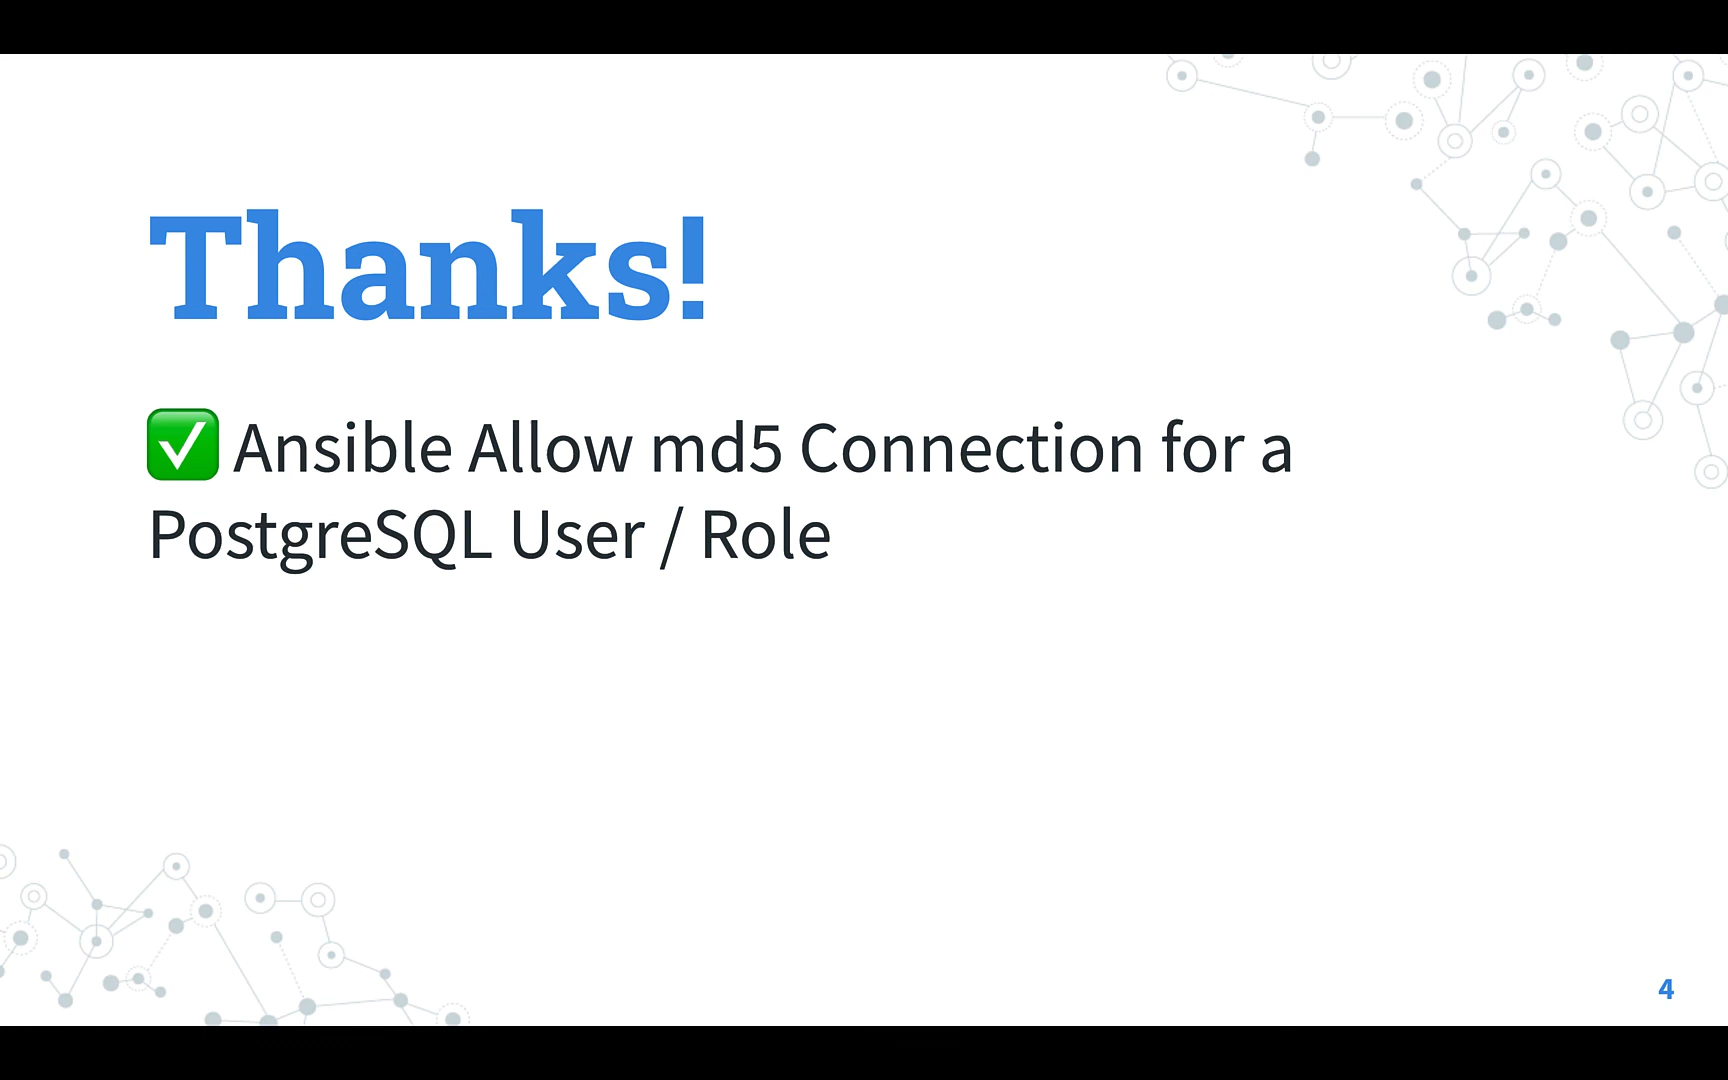 Thanks!
✅ Ansible Allow md5 Connection for a
PostgreSQL User / Role
4